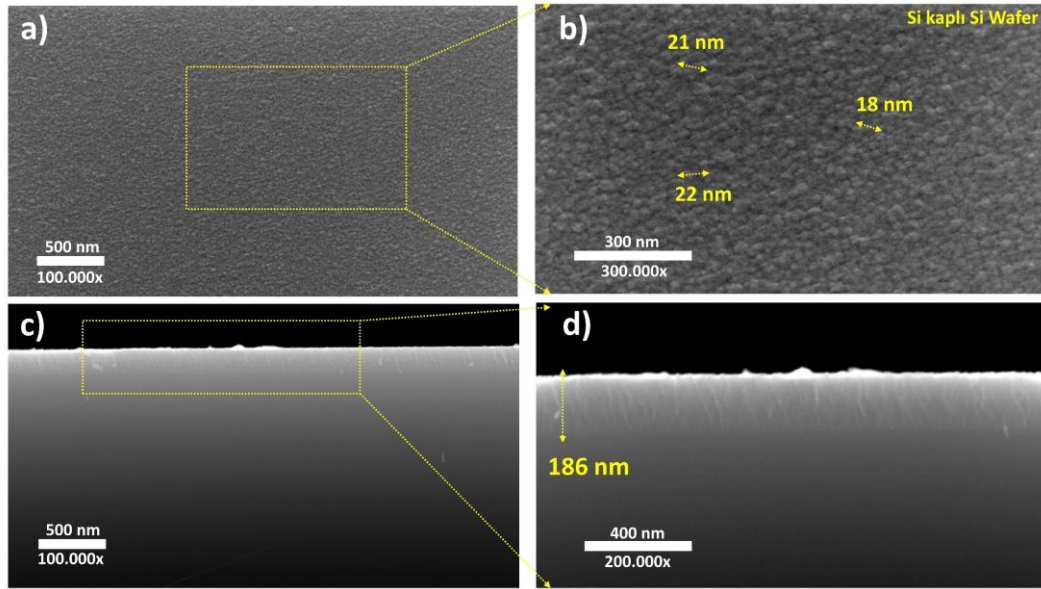 a)
500 nm
100.000x
b)
Si kaplı Si Wafer
21 nm
18 nm
22 nm
300 nm
300.000x
c)
500 nm
100.000x
d)
186 nm
400 nm
200.000x